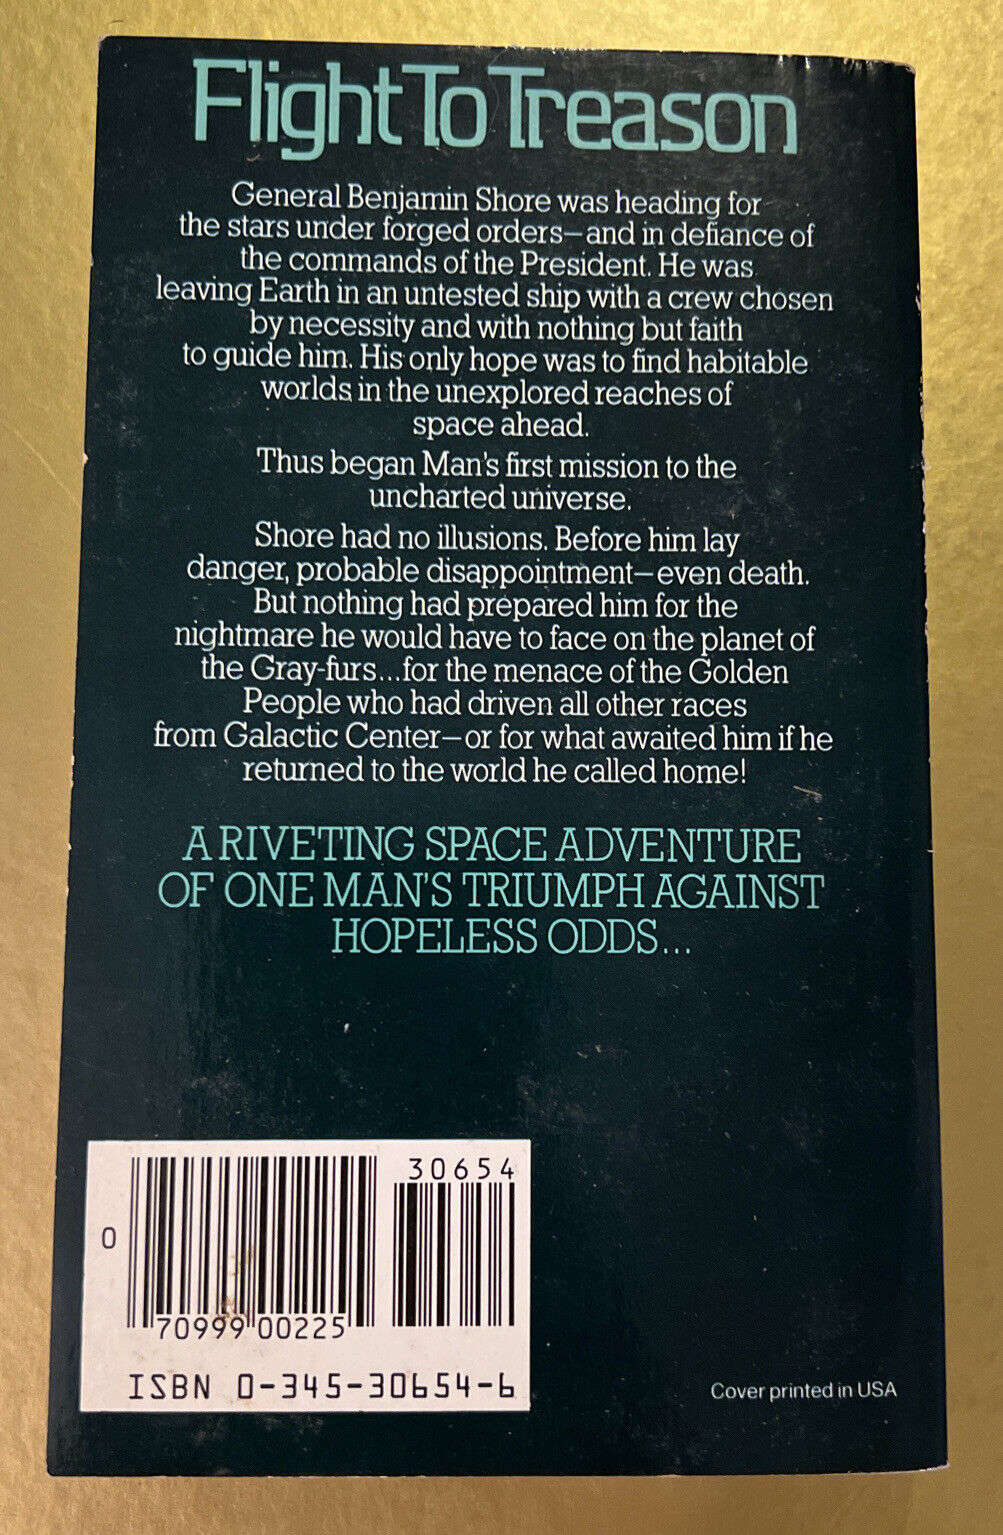 Flight To Treason
General Benjamin Shore was heading for
the stars under forged orders—and in defiance of
the commands of the President. He was
leaving Earth in an untested ship with a crew chosen
by necessity and with nothing but faith
to guide him. His only hope was to find habitable
worlds in the unexplored reaches of
space ahead.
Thus began Man's first mission to the
uncharted universe.
Shore had no illusions. Before him lay
danger, probable disappointment—even death.
But nothing had prepared him for the
nightmare he would have to face on the planet of
the Gray-furs...for the menace of the Golden
People who had driven all other races
from Galactic Center—or for what awaited him if he
returned to the world he called home!
A RIVETING SPACE ADVENTURE
OF ONE MAN'S TRIUMPH AGAINST
HOPELESS ODDS...
30654
0
70999 00225
ISBN 0-345-30654-6
Cover printed in USA